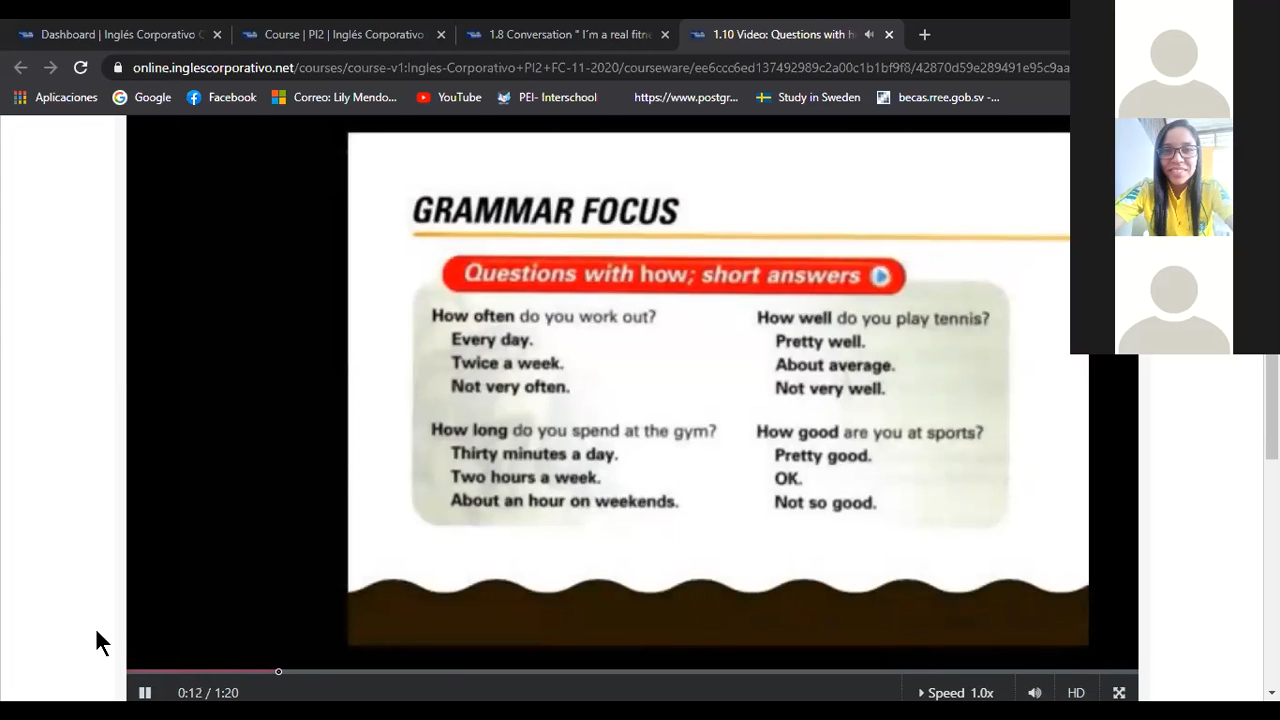 Dashboard | Inglés Corporativo C
Course | PI2 | Inglés Corporativo
1.8 Conversation " I´m a real fitne
1.10 Video: Questions with h
online.inglescorporativo.net/courses/course-v1:Ingles-Corporativo+PI2+FC-11-2020/courseware/ee6ccc6ed137492989c2a00c1b1bf9f8/42870d59e289491e95c9aa
Aplicaciones
Google
Facebook
Correo: Lily Mendo...
YouTube
PEI- Interschool
https://www.postgr...
Study in Sweden
becas.rree.gob.sv -...
GRAMMAR FOCUS
Questions with how; short answers
How often do you work out?
Every day.
Twice a week.
Not very often.
How well do you play tennis?
Pretty well.
About average.
Not very well.
How long do you spend at the gym?
Thirty minutes a day.
Two hours a week.
About an hour on weekends.
How good are you at sports?
Pretty good.
OK.
Not so good.
0:12 / 1:20
Speed 1.0x
HD